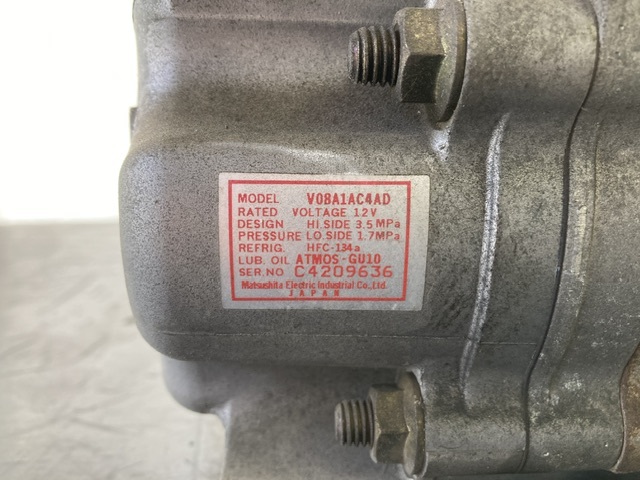 MODEL V08A1AC4AD
RATED VOLTAGE 12V
DESIGN HI.SIDE 3.5MPa
PRESSURE LO.SIDE 1.7MPa
REFRIG. HFC-134a
LUB. OIL ATMOS-GU10
SER.NO C4209636
Matsushita Electric Industrial Co.,Ltd.
JAPAN